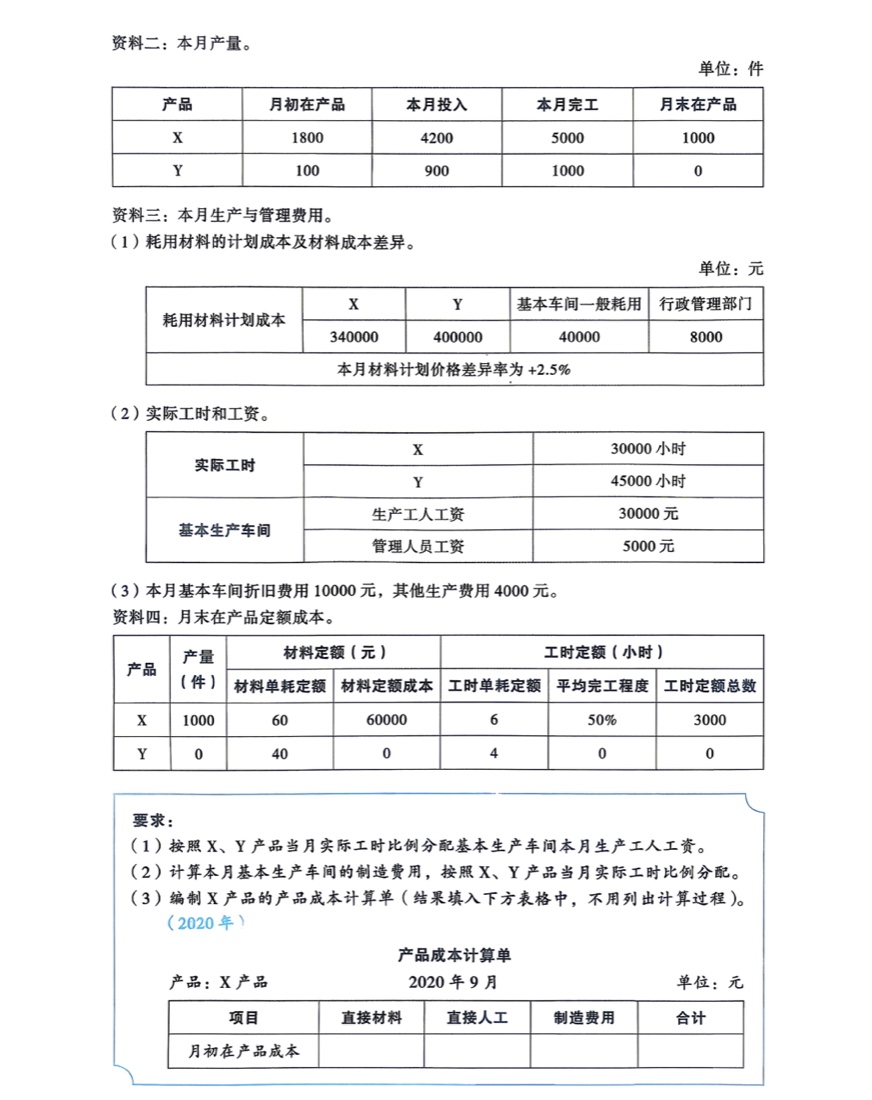 资料二：本月产量。
单位：件
产品 月初在产品 本月投入 本月完工 月末在产品
X 1800 4200 5000 1000
Y 100 900 1000 0
资料三：本月生产与管理费用。
（1）耗用材料的计划成本及材料成本差异。
单位：元
耗用材料计划成本 X Y 基本车间一般耗用 行政管理部门
340000 400000 40000 8000
本月材料计划价格差异率为 +2.5%
（2）实际工时和工资。
实际工时 X 30000 小时
Y 45000 小时
基本生产车间 生产工人工资 30000 元
管理人员工资 5000 元
（3）本月基本车间折旧费用 10000 元，其他生产费用 4000 元。
资料四：月末在产品定额成本。
产品 产量（件） 材料定额（元） 工时定额（小时）
材料单耗定额 材料定额成本 工时单耗定额 平均完工程度 工时定额总数
X 1000 60 60000 6 50% 3000
Y 0 40 0 4 0 0
要求：
（1）按照 X、Y 产品当月实际工时比例分配基本生产车间本月生产工人工资。
（2）计算本月基本生产车间的制造费用，按照 X、Y 产品当月实际工时比例分配。
（3）编制 X 产品的产品成本计算单（结果填入下方表格中，不用列出计算过程）。
（2020 年）
产品成本计算单
产品：X 产品 2020 年 9 月 单位：元
项目 直接材料 直接人工 制造费用 合计
月初在产品成本